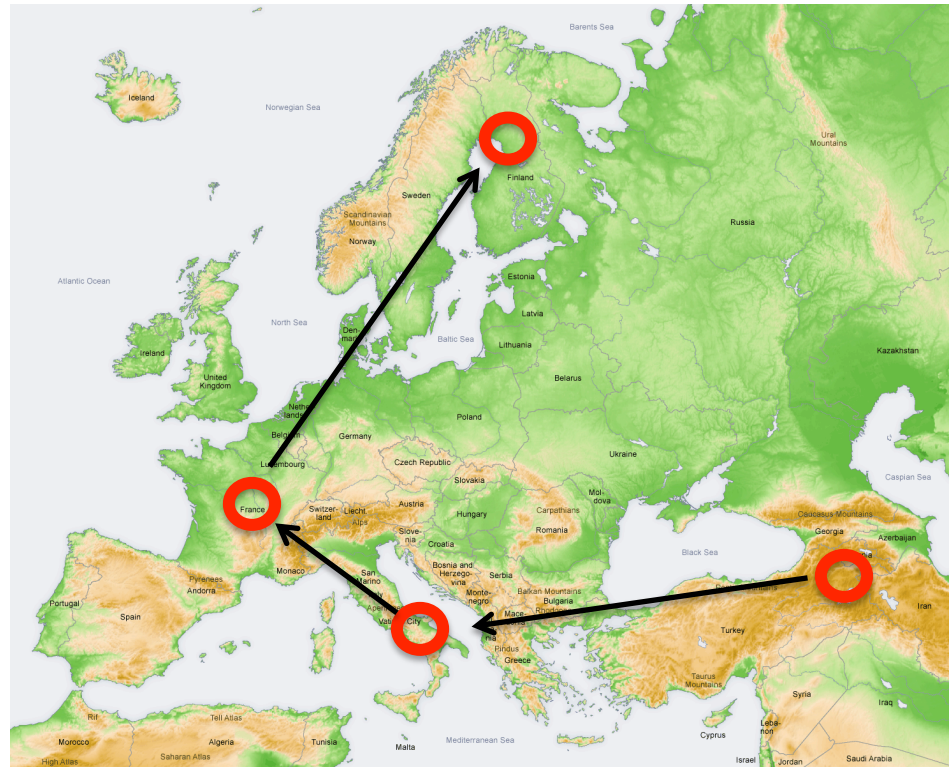 Barents Sea
Iceland
Norwegian Sea
Ural
Mountains
Finland
Sweden
Scandinavian
Mountains
Norway
Russia
Atlantic Ocean
Estonia
North Sea
Latvia
Den-
mark
Baltic Sea
Lithuania
Ireland
Kazakhstan
United
Kingdom
Belarus
Nether-
lands
Poland
Belgium
Germany
Ukraine
Luxembourg
Czech Republic
Caspian Sea
Slovakia
Mol-
dova
France
Switzer-
land
Liecht.
Austria
Alps
Carpathians
Hungary
Romania
Caucasus Mountains
Slove-
nia
Georgia
Azerbaijan
Croatia
Black Sea
Bosnia and
Herzego-
vina
Serbia
Monaco
San
Marino
Pyrenees
Andorra
Monte-
negro
Balkan Mountains
Bulgaria
Iran
Portugal
Spain
City
Turkey
Pindus
Greece
Taurus
Mountains
Syria
Iraq
Rif
Tell Atlas
Leba-
non
Morocco
Algeria
Tunisia
Malta
Mediterranean Sea
Cyprus
High Atlas
Saharan Atlas
Israel
Jordan
Saudi Arabia